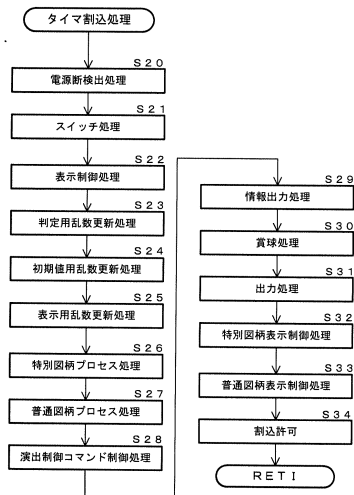 タイマ割込処理
S20
電源断検出処理
S21
スイッチ処理
S22
表示制御処理
S23
判定用乱数更新処理
S24
初期値用乱数更新処理
S25
表示用乱数更新処理
S26
特別図柄プロセス処理
S27
普通図柄プロセス処理
S28
演出制御コマンド制御処理
S29
情報出力処理
S30
賞球処理
S31
出力処理
S32
特別図柄表示制御処理
S33
普通図柄表示制御処理
S34
割込許可
RETI